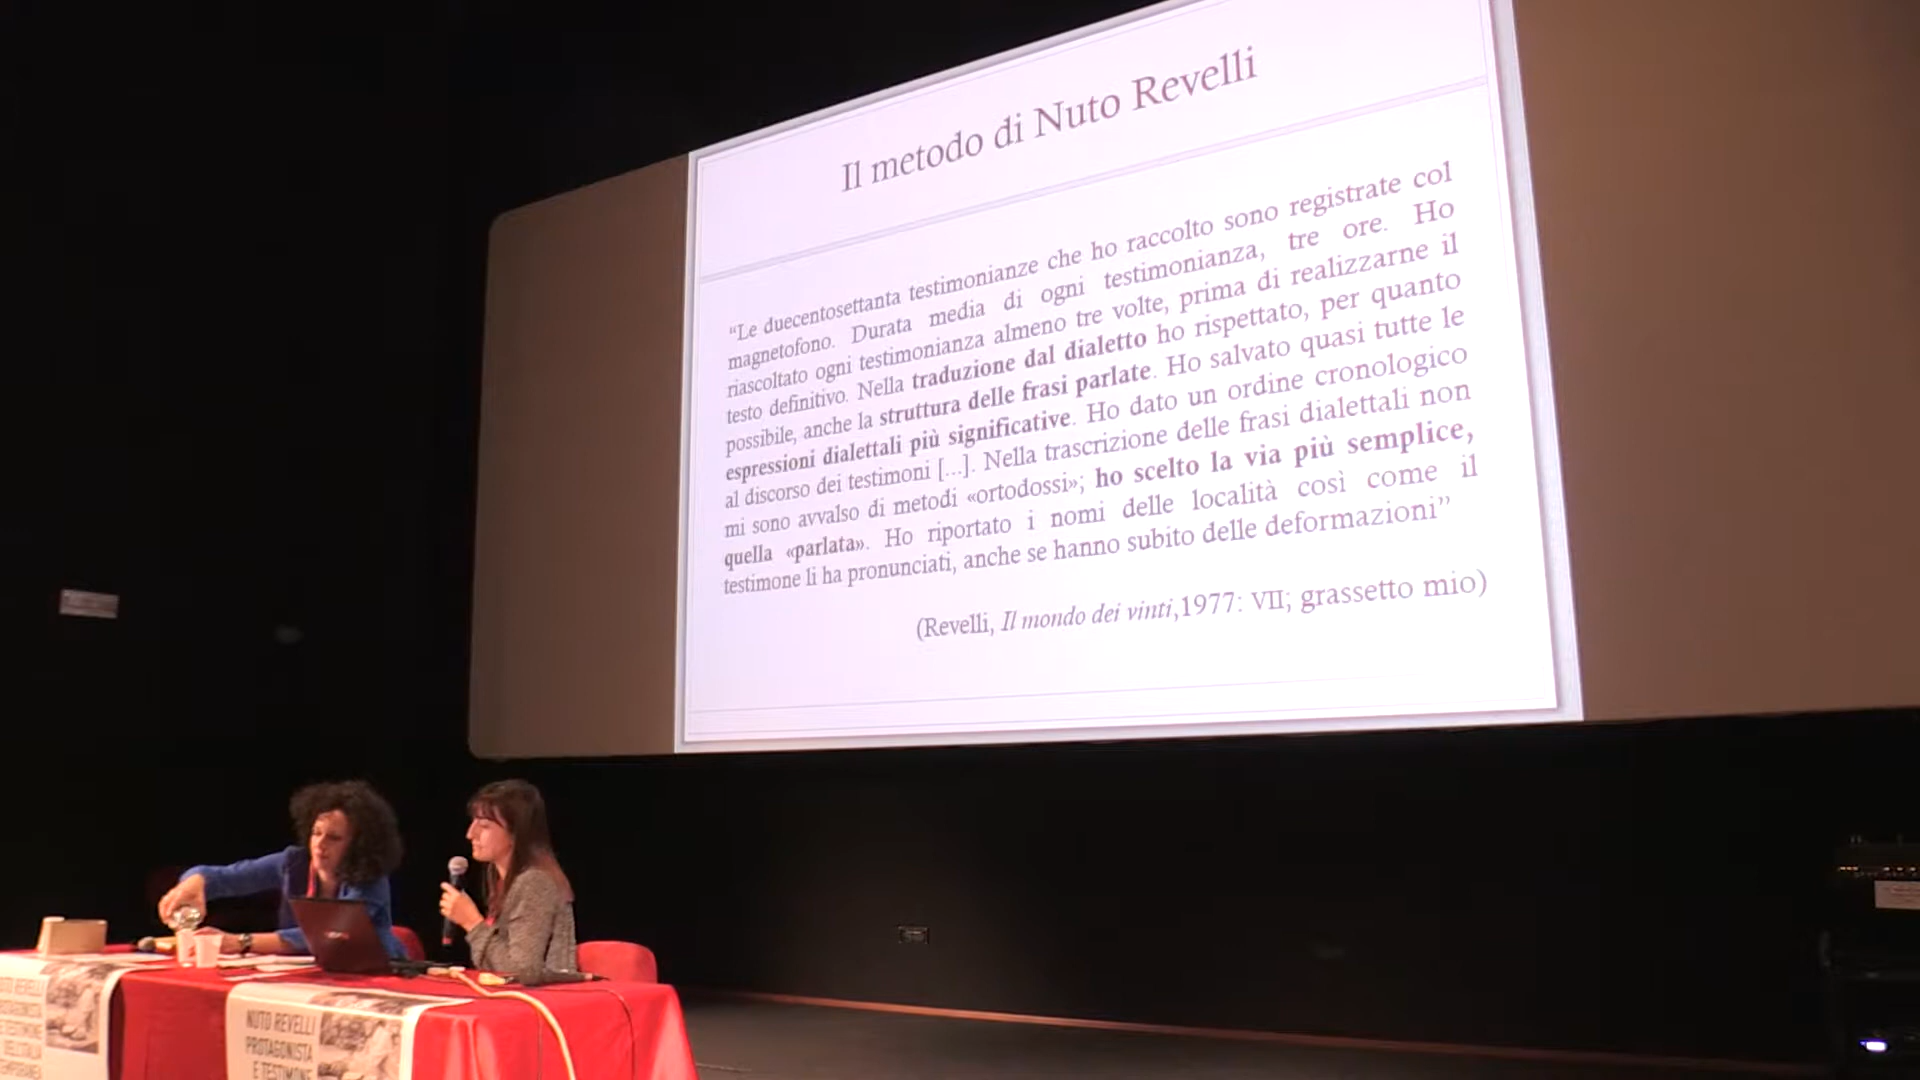 Il metodo di Nuto Revelli
“Le duecentosettanta testimonianze che ho raccolto sono registrate col
magnetofono. Durata media di ogni testimonianza, tre ore. Ho
riascoltato ogni testimonianza almeno tre volte, prima di realizzarne il
testo definitivo. Nella traduzione dal dialetto ho rispettato, per quanto
possibile, anche la struttura delle frasi parlate. Ho salvato quasi tutte le
espressioni dialettali più significative. Ho dato un ordine cronologico
al discorso dei testimoni [...]. Nella trascrizione delle frasi dialettali non
mi sono avvalso di metodi «ortodossi»; ho scelto la via più semplice,
quella «parlata». Ho riportato i nomi delle località così come il
testimone li ha pronunciati, anche se hanno subito delle deformazioni”
(Revelli, Il mondo dei vinti,1977: VII; grassetto mio)
REVELLI
E TESTIMONE
DELL'ITALIA
NUTO REVELLI
PROTAGONISTA
E TESTIMONE